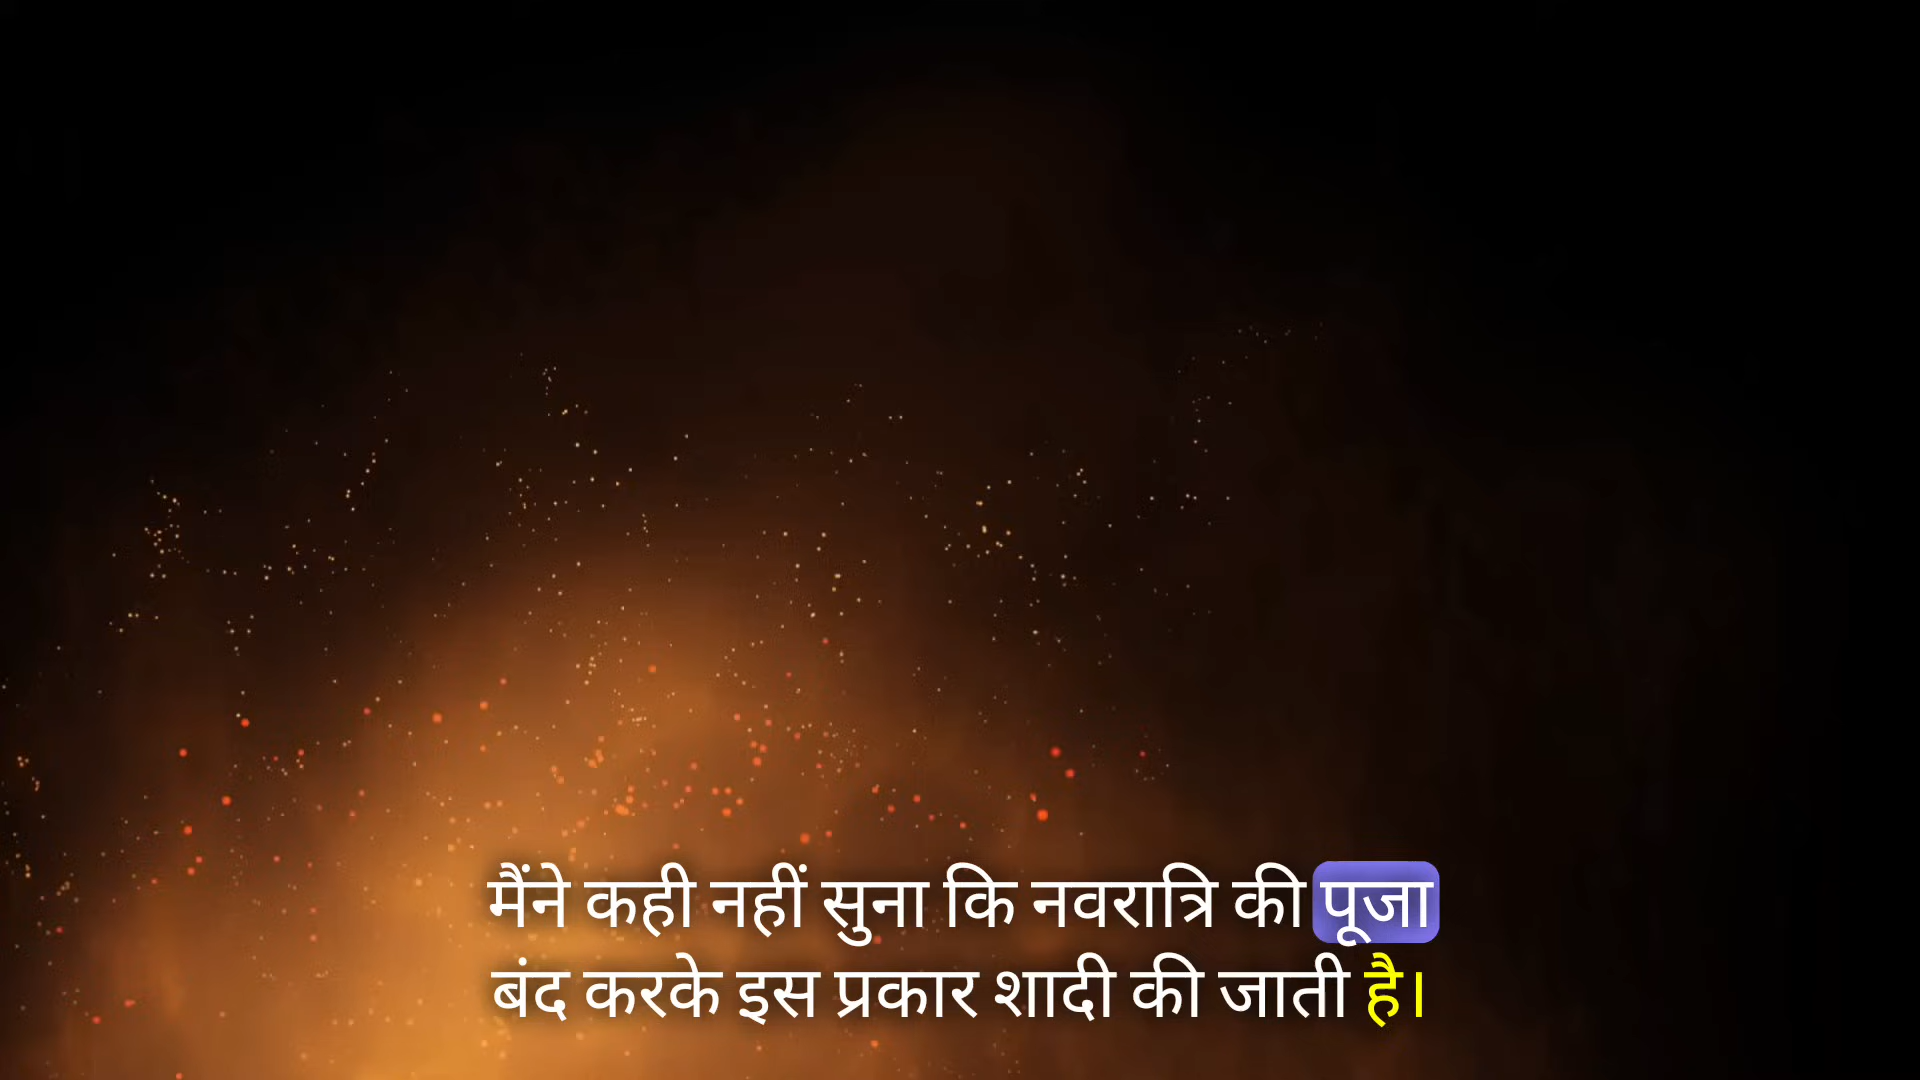 मैंने कही नहीं सुना कि नवरात्रि की पूजा
बंद करके इस प्रकार शादी की जाती है।